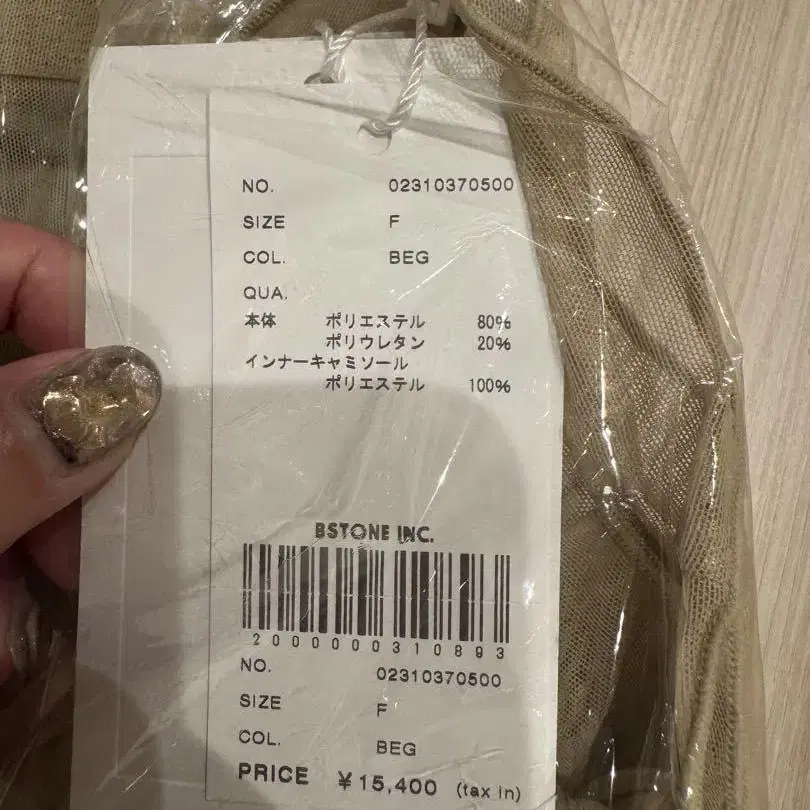 NO. 02310370500
SIZE F
COL. BEG
QUA.
本体 ポリエステル 80%
ポリウレタン 20%
インナーキャミソール
ポリエステル 100%
BSTONE INC.
2000000310893
NO. 02310370500
SIZE F
COL. BEG
PRICE ¥15,400 (tax in)